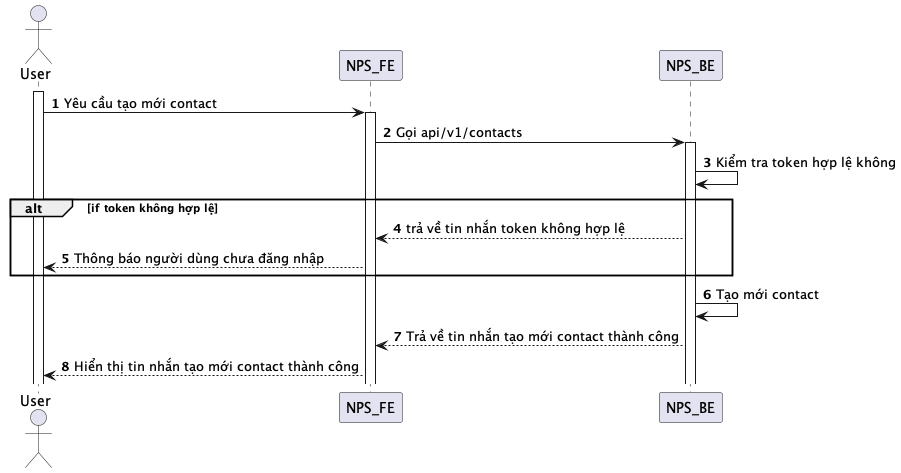 User
NPS_FE
NPS_BE
1 Yêu cầu tạo mới contact
2 Gọi api/v1/contacts
3 Kiểm tra token hợp lệ không
alt [if token không hợp lệ]
4 trả về tin nhắn token không hợp lệ
5 Thông báo người dùng chưa đăng nhập
6 Tạo mới contact
7 Trả về tin nhắn tạo mới contact thành công
8 Hiển thị tin nhắn tạo mới contact thành công
User
NPS_FE
NPS_BE